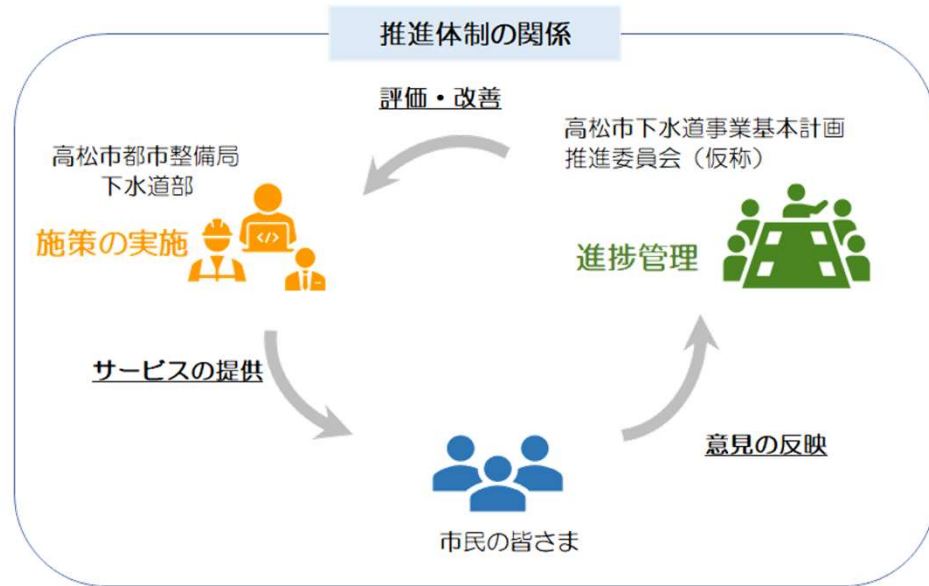 推進体制の関係
評価・改善
高松市都市整備局
下水道部
施策の実施
高松市下水道事業基本計画
推進委員会（仮称）
進捗管理
サービスの提供
意見の反映
市民の皆さま